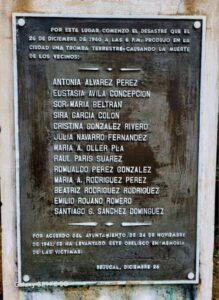 POR ESTE LUGAR COMENZO EL DESASTRE QUE EL
26 DE DICIEMBRE DE 1940 A LAS 8 P.M. PRODUJO EN LA
CIUDAD UNA TROMBA TERRESTRE CAUSANDO LA MUERTE
DE LOS VECINOS:
ANTONIA ALVAREZ PEREZ
EUSTASIA AVILA CONCEPCION
SOR MARIA BELTRAN
SIRA GARCIA COLON
CRISTINA GONZALEZ RIVERO
JULIA NAVARRO FERNANDEZ
MARIA A. OLLER PLA
RAUL PARIS SUAREZ
ROMUALDO PEREZ GONZALEZ
MARIA A. RODRIGUEZ PEREZ
BEATRIZ RODRIGUEZ RODRIGUEZ
EMILIO ROJANO ROMERO
SANTIAGO G. SANCHEZ DOMINGUEZ
POR ACUERDO DEL AYUNTAMIENTO, DE 24 DE NOVIEMBRE
DE 1941, SE HA LEVANTADO ESTE OBELISCO EN MEMORIA
DE LAS VICTIMAS.
BEJUCAL, DICIEMBRE 26